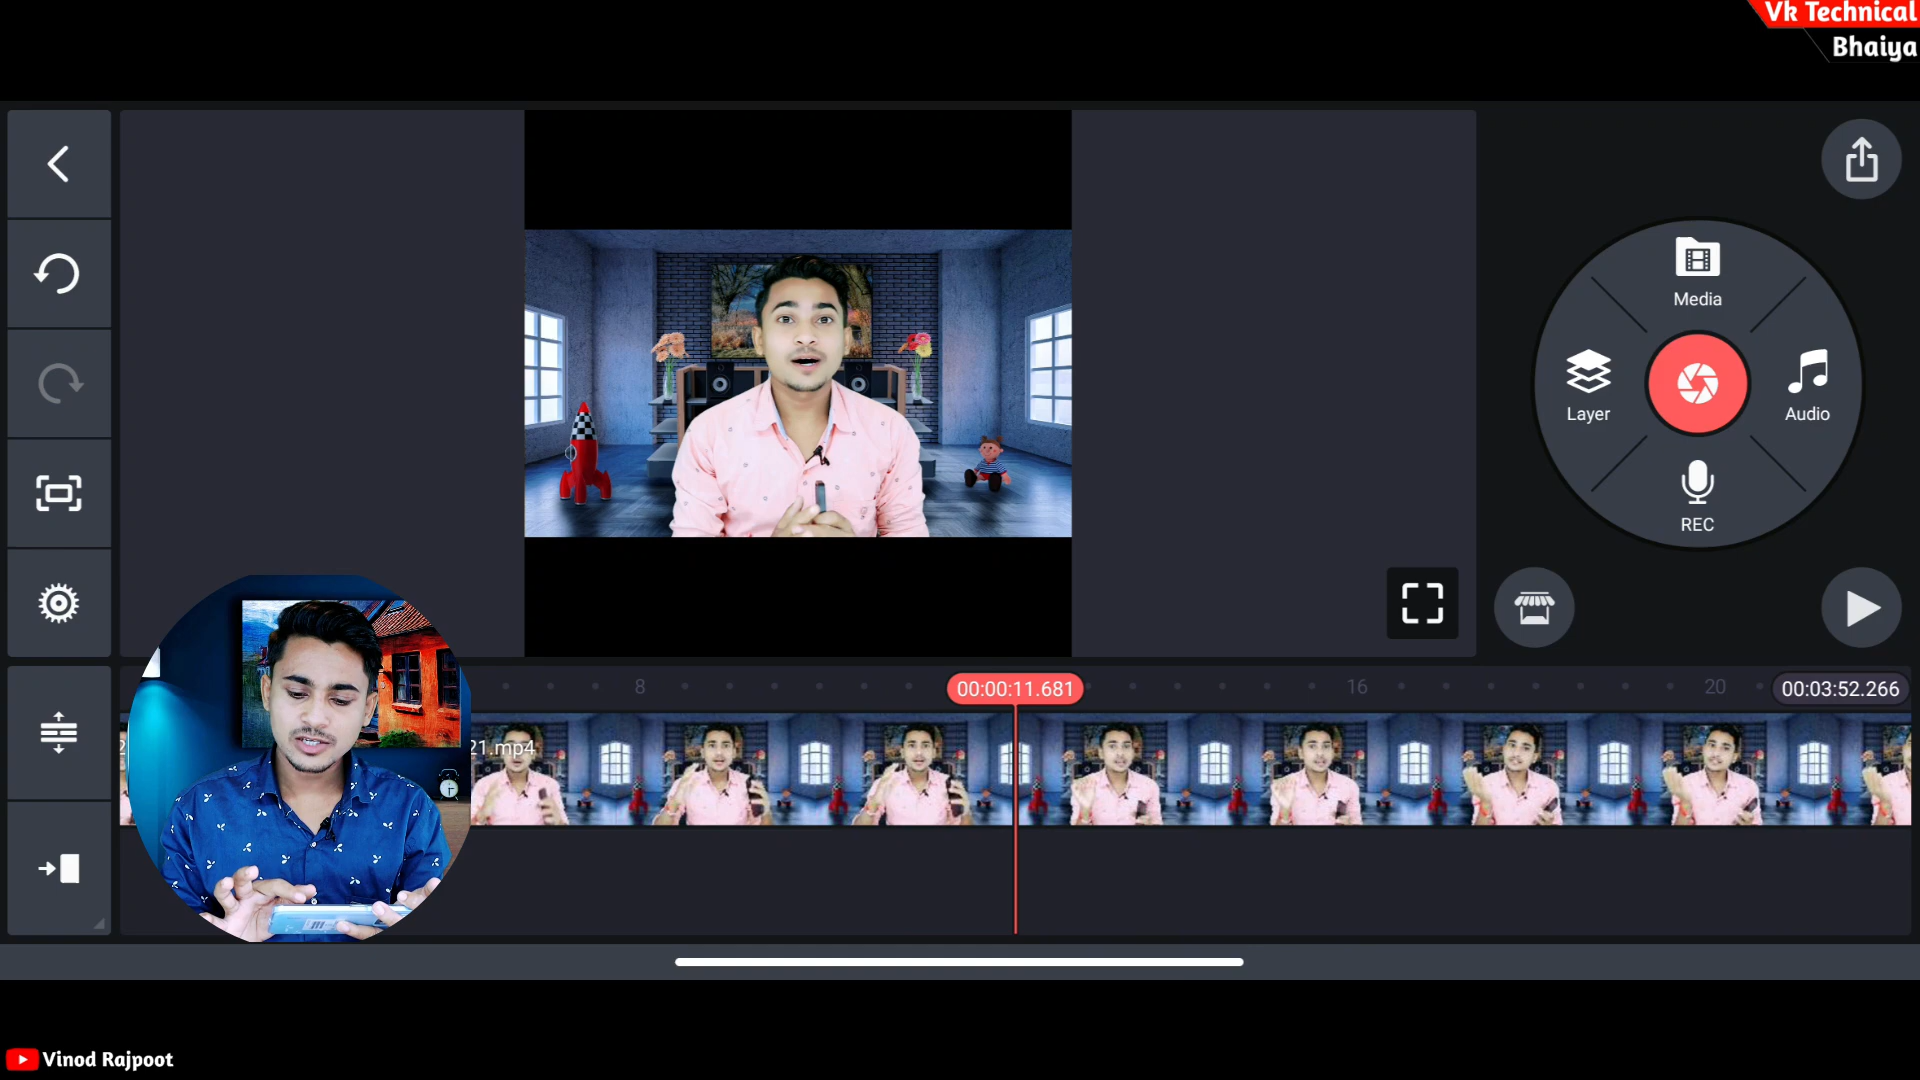 Vk Technical
Bhaiya
Media
Layer
Audio
REC
8
00:00:11.681
16
20
00:03:52.266
21.mp4
Vinod Rajpoot